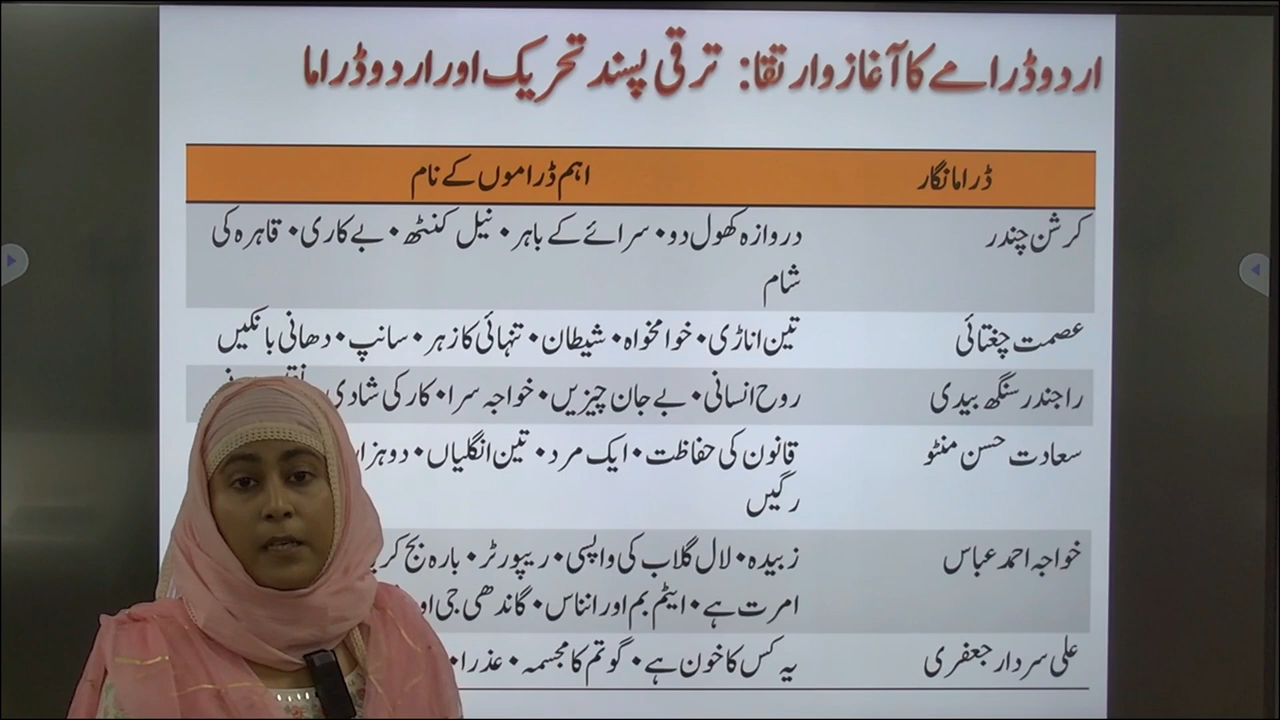 اردو ڈرامے کا آغاز و ارتقا: ترقی پسند تحریک اور اردو ڈراما
ڈراما نگار اہم ڈراموں کے نام
کرشن چندر دروازہ کھول دو • سرائے کے باہر • نیل کنٹھ • بے کاری • قاہرہ کی
شام
عصمت چغتائی تین اناڑی • خوامخواہ • شیطان • تنہائی کا زہر • سانپ • دھانی بانکیں
راجندر سنگھ بیدی روح انسانی • بے جان چیزیں • خواجہ سرا • کار کی شادی
سعادت حسن منٹو قانون کی حفاظت • ایک مرد • تین انگلیاں • دو
رگیں
خواجہ احمد عباس زبیدہ • لال گلاب کی واپسی • رپورٹر • بارہ بج کر
امرت ہے • ایٹم بم اور انناس • گاندھی جی
علی سردار جعفری یہ کس کا خون ہے • گوتم کا مجسمہ • عذرا •